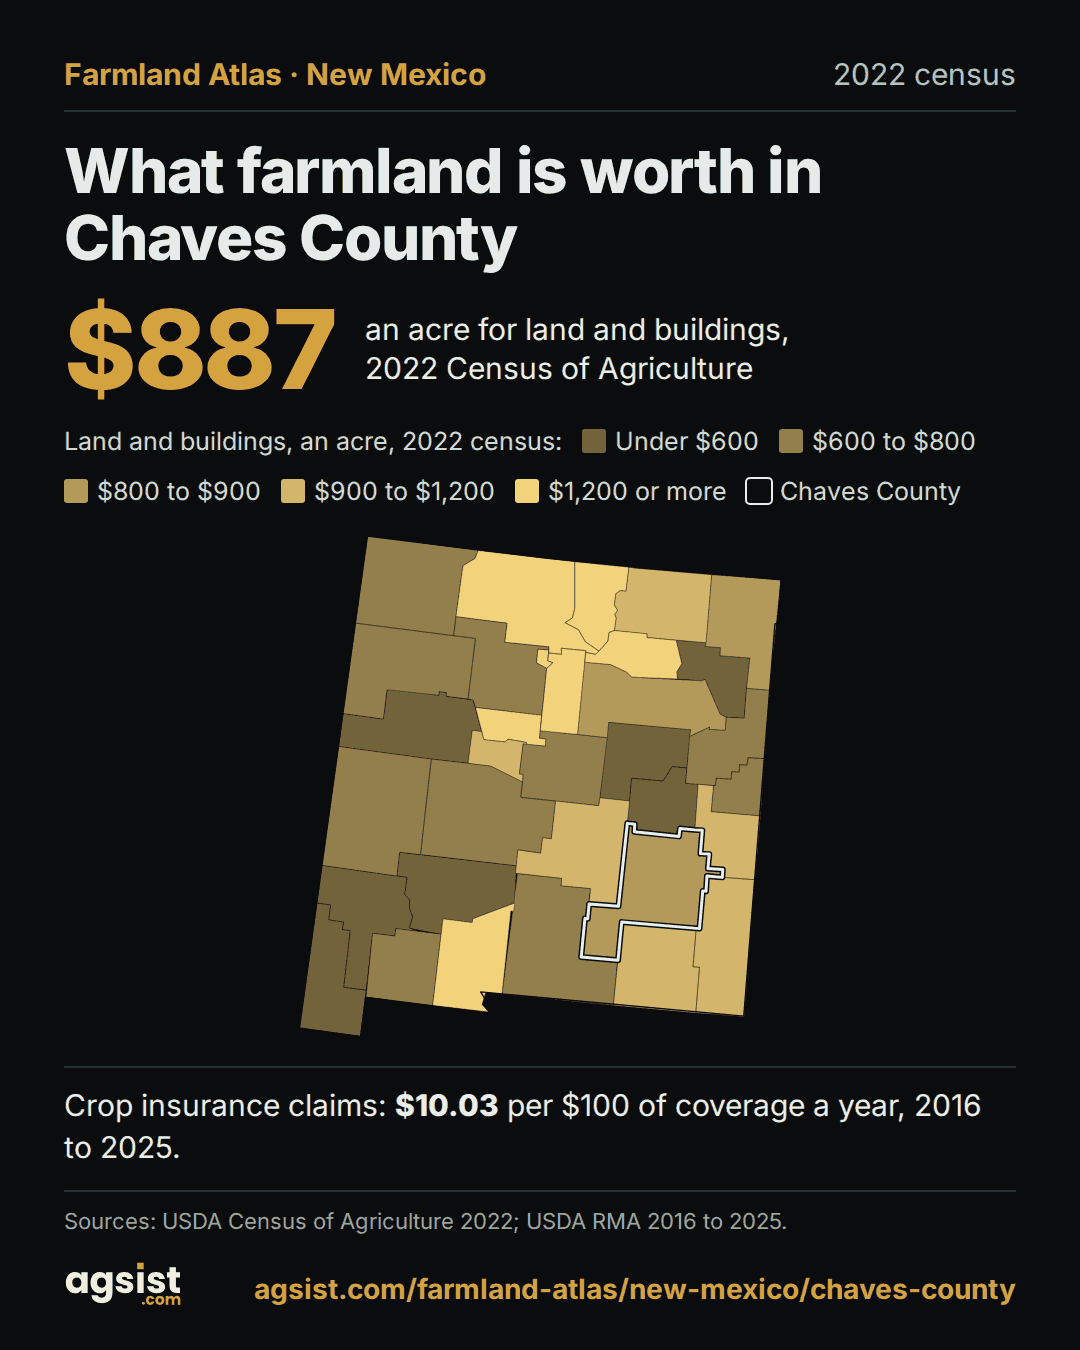 Farmland Atlas · New Mexico
2022 census
What farmland is worth in
Chaves County
$887
an acre for land and buildings,
2022 Census of Agriculture
Land and buildings, an acre, 2022 census: Under $600 $600 to $800
$800 to $900 $900 to $1,200 $1,200 or more Chaves County
Crop insurance claims: $10.03 per $100 of coverage a year, 2016
to 2025.
Sources: USDA Census of Agriculture 2022; USDA RMA 2016 to 2025.
agsist
.com
agsist.com/farmland-atlas/new-mexico/chaves-county